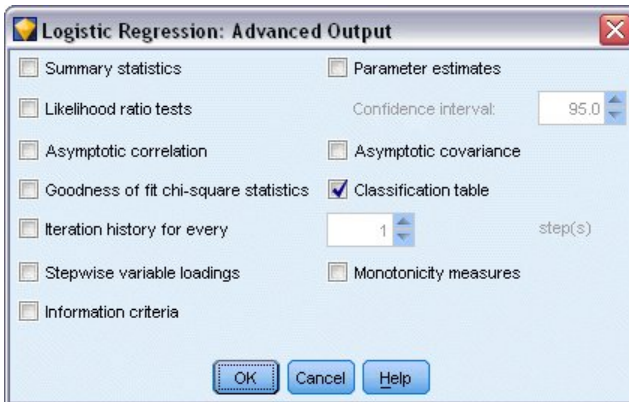 Logistic Regression: Advanced Output
Summary statistics
Parameter estimates
Likelihood ratio tests
Confidence interval: 95.0
Asymptotic correlation
Asymptotic covariance
Goodness of fit chi-square statistics
Classification table
Iteration history for every 1 step(s)
Stepwise variable loadings
Monotonicity measures
Information criteria
OK Cancel Help